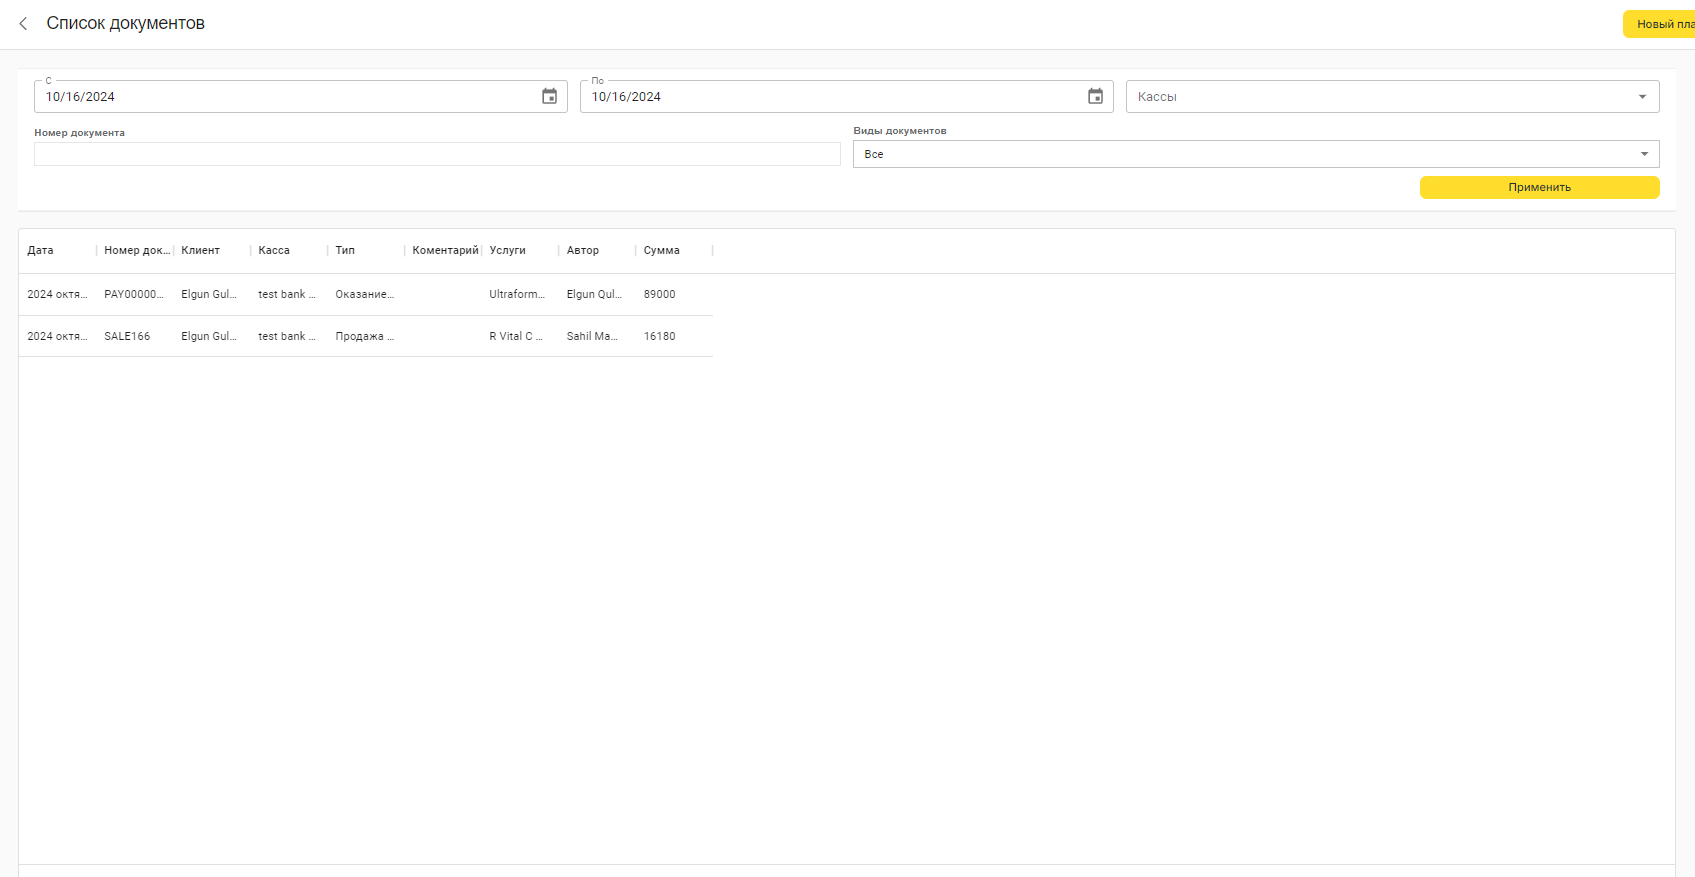 Список документов
Новый пла
С
10/16/2024
По
10/16/2024
Кассы
Номер документа
Виды документов
Все
Применить
Дата Номер док... Клиент Касса Тип Коментарий Услуги Автор Сумма
2024 октя... PAY00000... Elgun Gul... test bank ... Оказание... Ultraform... Elgun Qul... 89000
2024 октя... SALE166 Elgun Gul... test bank ... Продажа ... R Vital C ... Sahil Ma... 16180